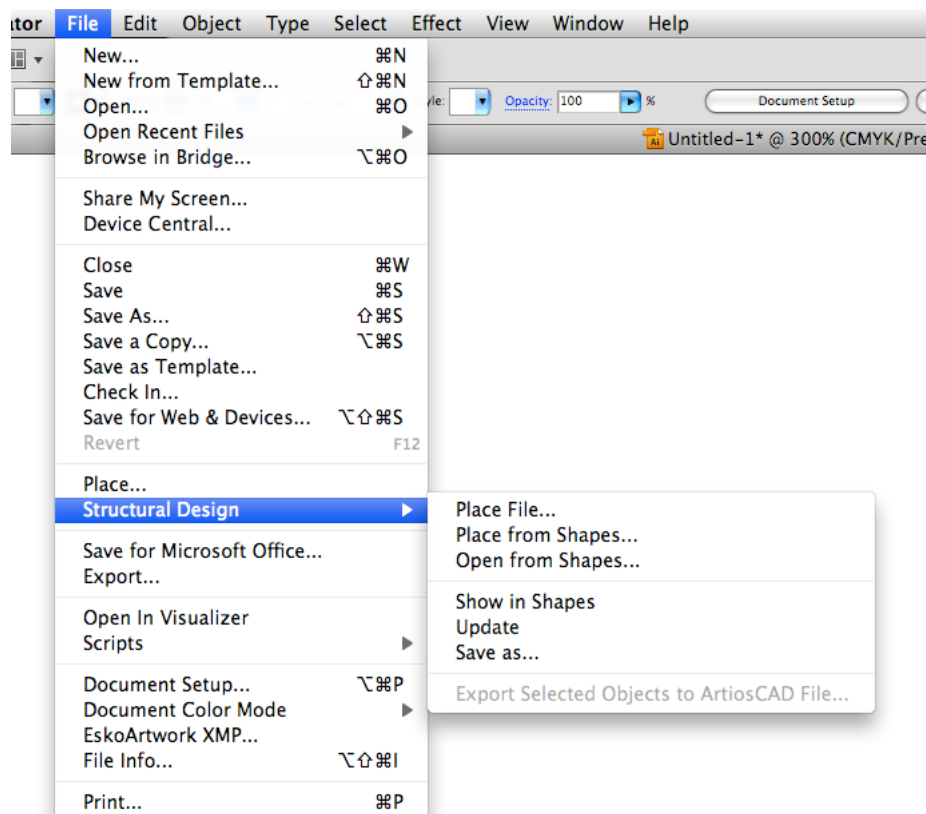 ator File Edit Object Type Select Effect View Window Help
yle: Opacity: 100 % Document Setup
Untitled-1* @ 300% (CMYK/Pre
New... ⌘N
New from Template... ⇧⌘N
Open... ⌘O
Open Recent Files
Browse in Bridge... ⌥⌘O
Share My Screen...
Device Central...
Close ⌘W
Save ⌘S
Save As... ⇧⌘S
Save a Copy... ⌥⌘S
Save as Template...
Check In...
Save for Web & Devices... ⌥⇧⌘S
Revert F12
Place...
Structural Design
Place File...
Place from Shapes...
Open from Shapes...
Show in Shapes
Update
Save as...
Export Selected Objects to ArtiosCAD File...
Save for Microsoft Office...
Export...
Open In Visualizer
Scripts
Document Setup... ⌥⌘P
Document Color Mode
EskoArtwork XMP...
File Info... ⌥⇧⌘I
Print... ⌘P